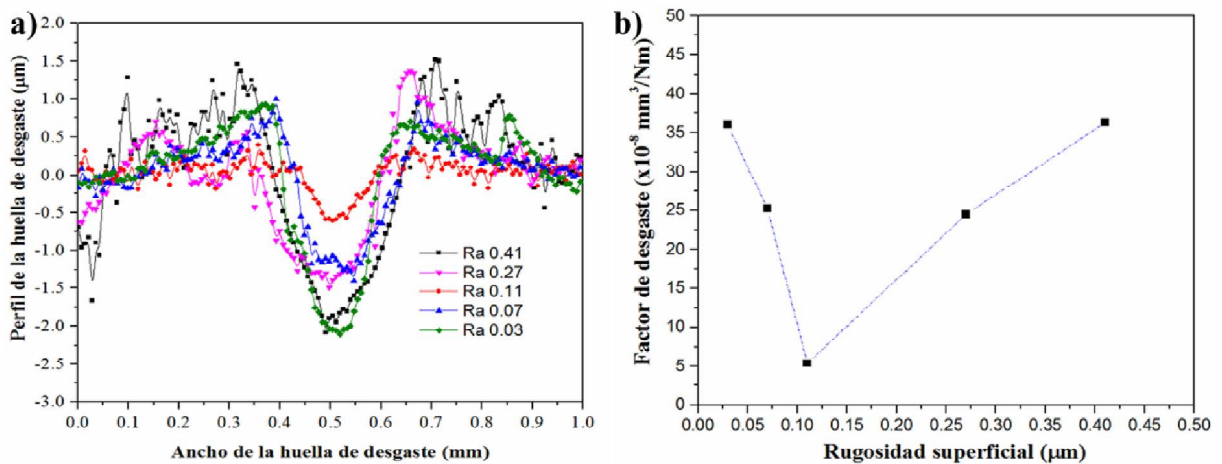 a)
Perfil de la huella de desgaste (μm)
2.0
1.5
1.0
0.5
0.0
-0.5
-1.0
-1.5
-2.0
-2.5
-3.0
Ra 0.41
Ra 0.27
Ra 0.11
Ra 0.07
Ra 0.03
0.0 0.1 0.2 0.3 0.4 0.5 0.6 0.7 0.8 0.9 1.0
Ancho de la huella de desgaste (mm)
b)
Factor de desgaste (x10⁻⁸ mm³/Nm)
50
45
40
35
30
25
20
15
10
5
0
0.00 0.05 0.10 0.15 0.20 0.25 0.30 0.35 0.40 0.45 0.50
Rugosidad superficial (μm)